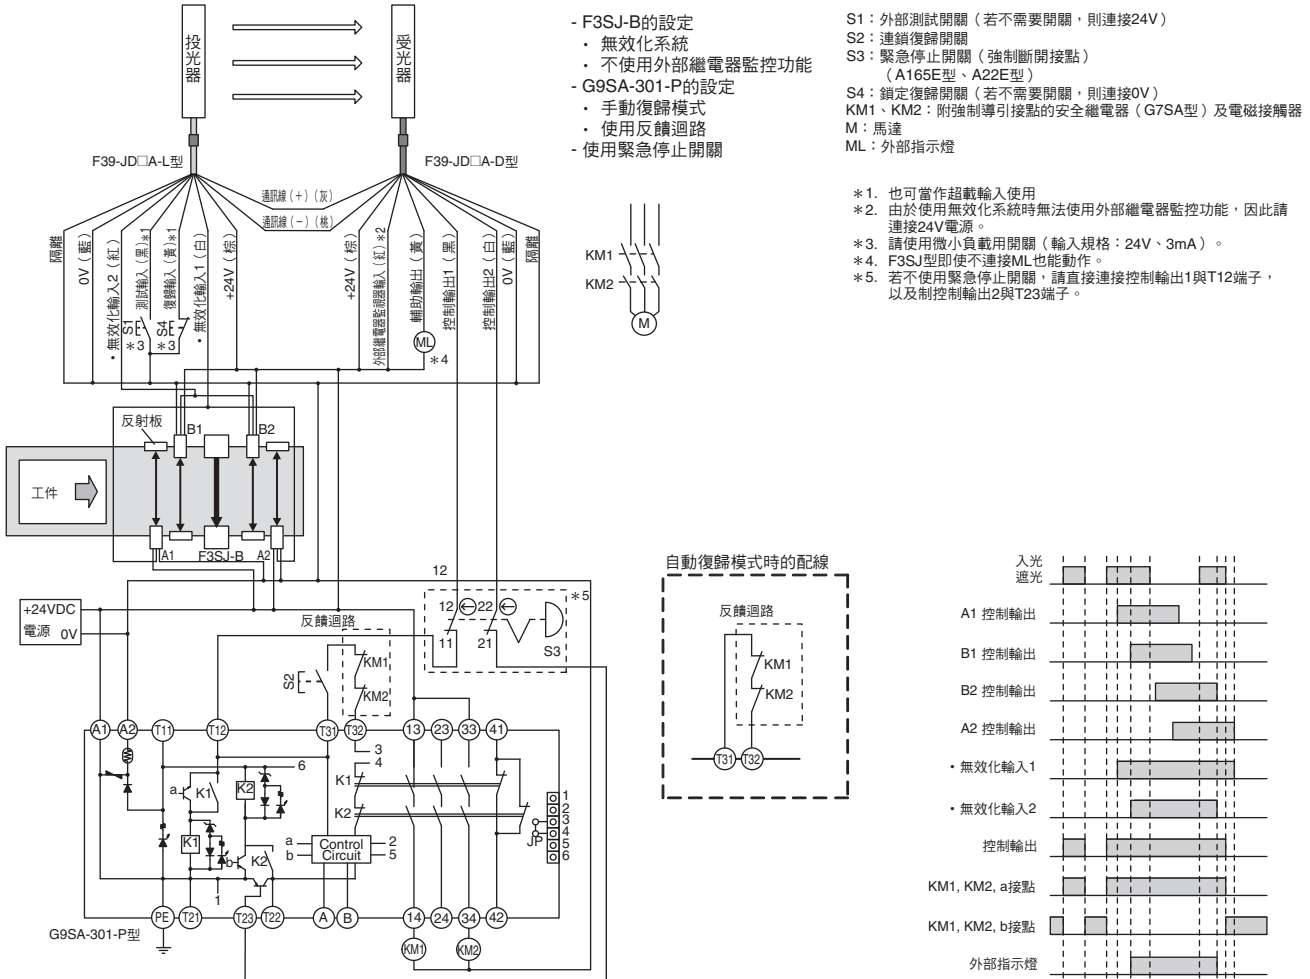 - F3SJ-B的設定
・ 無效化系統
・ 不使用外部繼電器監控功能
- G9SA-301-P的設定
・ 手動復歸模式
・ 使用反饋迴路
- 使用緊急停止開關
S1：外部測試開關（若不需要開關，則連接24V）
S2：連鎖復歸開關
S3：緊急停止開關（強制斷開接點）
（A165E型、A22E型）
S4：鎖定復歸開關（若不需要開關，則連接0V）
KM1、KM2：附強制導引接點的安全繼電器（G7SA型）及電磁接觸器
M：馬達
ML：外部指示燈
＊1. 也可當作超載輸入使用
＊2. 由於使用無效化系統時無法使用外部繼電器監控功能，因此請
連接24V電源。
＊3. 請使用微小負載用開關（輸入規格：24V、3mA）。
＊4. F3SJ型即使不連接ML也能動作。
＊5. 若不使用緊急停止開關，請直接連接控制輸出1與T12端子，
以及制控制輸出2與T23端子。
投光器
受光器
F39-JD□A-L型
F39-JD□A-D型
通訊線（+）（灰）
通訊線（−）（桃）
隔離
0V（藍）
・無效化輸入2（紅）
測試輸入（黑）*1
復歸輸入（黃）*1
・無效化輸入1（白）
+24V（棕）
+24V（棕）
外部繼電器監視器輸入（紅）*2
輔助輸出（黃）
控制輸出1（黑）
控制輸出2（白）
0V（藍）
隔離
S1
＊3
S4
＊3
ML
＊4
KM1
KM2
M
反射板
B1
B2
工件
A1
F3SJ-B
A2
+24VDC
電源 0V
12
＊5
12
22
11
21
S3
反饋迴路
S2
KM1
KM2
A1
A2
T11
T12
T31
T32
13
23
33
41
3
4
6
a
K1
K2
K1
K2
K1
b
K2
a
b
Control
Circuit
2
5
JP
1
2
3
4
5
6
1
PE
T21
T23
T22
A
B
14
24
34
42
G9SA-301-P型
KM1
KM2
自動復歸模式時的配線
反饋迴路
KM1
KM2
T31
T32
入光
遮光
A1 控制輸出
B1 控制輸出
B2 控制輸出
A2 控制輸出
・無效化輸入1
・無效化輸入2
控制輸出
KM1, KM2, a接點
KM1, KM2, b接點
外部指示燈